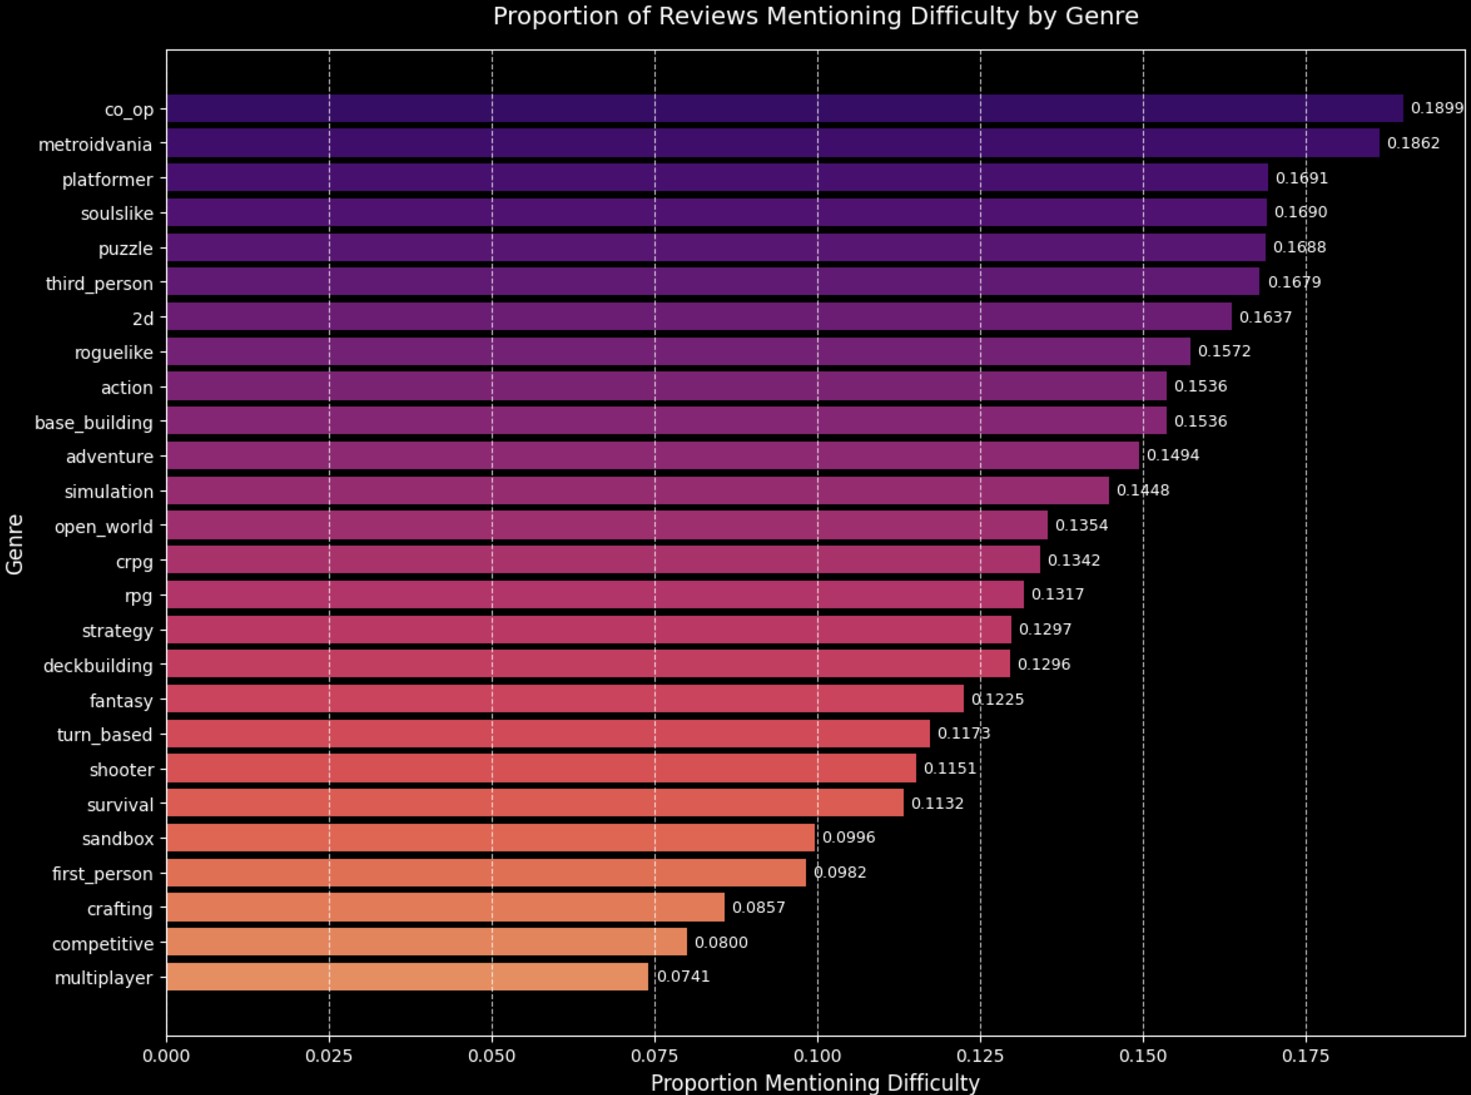 Proportion of Reviews Mentioning Difficulty by Genre
co_op 0.1899
metroidvania 0.1862
platformer 0.1691
soulslike 0.1690
puzzle 0.1688
third_person 0.1679
2d 0.1637
roguelike 0.1572
action 0.1536
base_building 0.1536
adventure 0.1494
simulation 0.1448
open_world 0.1354
crpg 0.1342
rpg 0.1317
strategy 0.1297
deckbuilding 0.1296
fantasy 0.1225
turn_based 0.1173
shooter 0.1151
survival 0.1132
sandbox 0.0996
first_person 0.0982
crafting 0.0857
competitive 0.0800
multiplayer 0.0741
Genre
0.000 0.025 0.050 0.075 0.100 0.125 0.150 0.175
Proportion Mentioning Difficulty